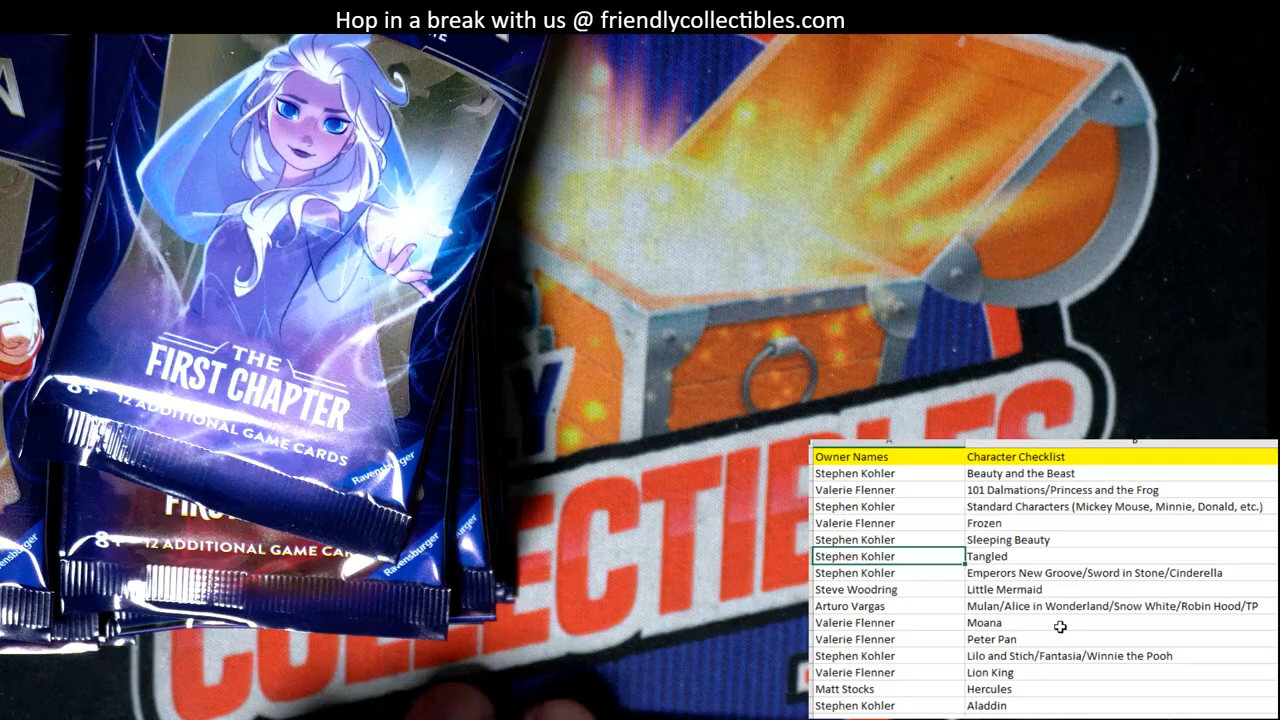 Hop in a break with us @ friendlycollectibles.com
THE
FIRST CHAPTER
8+ 12 ADDITIONAL GAME CARDS
Ravensburger
8+ 12 ADDITIONAL GAME
Ravensburger
COLLECTIBLES
Owner Names Character Checklist
Stephen Kohler Beauty and the Beast
Valerie Flenner 101 Dalmations/Princess and the Frog
Stephen Kohler Standard Characters (Mickey Mouse, Minnie, Donald, etc.)
Valerie Flenner Frozen
Stephen Kohler Sleeping Beauty
Stephen Kohler Tangled
Stephen Kohler Emperors New Groove/Sword in Stone/Cinderella
Steve Woodring Little Mermaid
Arturo Vargas Mulan/Alice in Wonderland/Snow White/Robin Hood/TP
Valerie Flenner Moana
Valerie Flenner Peter Pan
Stephen Kohler Lilo and Stich/Fantasia/Winnie the Pooh
Valerie Flenner Lion King
Matt Stocks Hercules
Stephen Kohler Aladdin